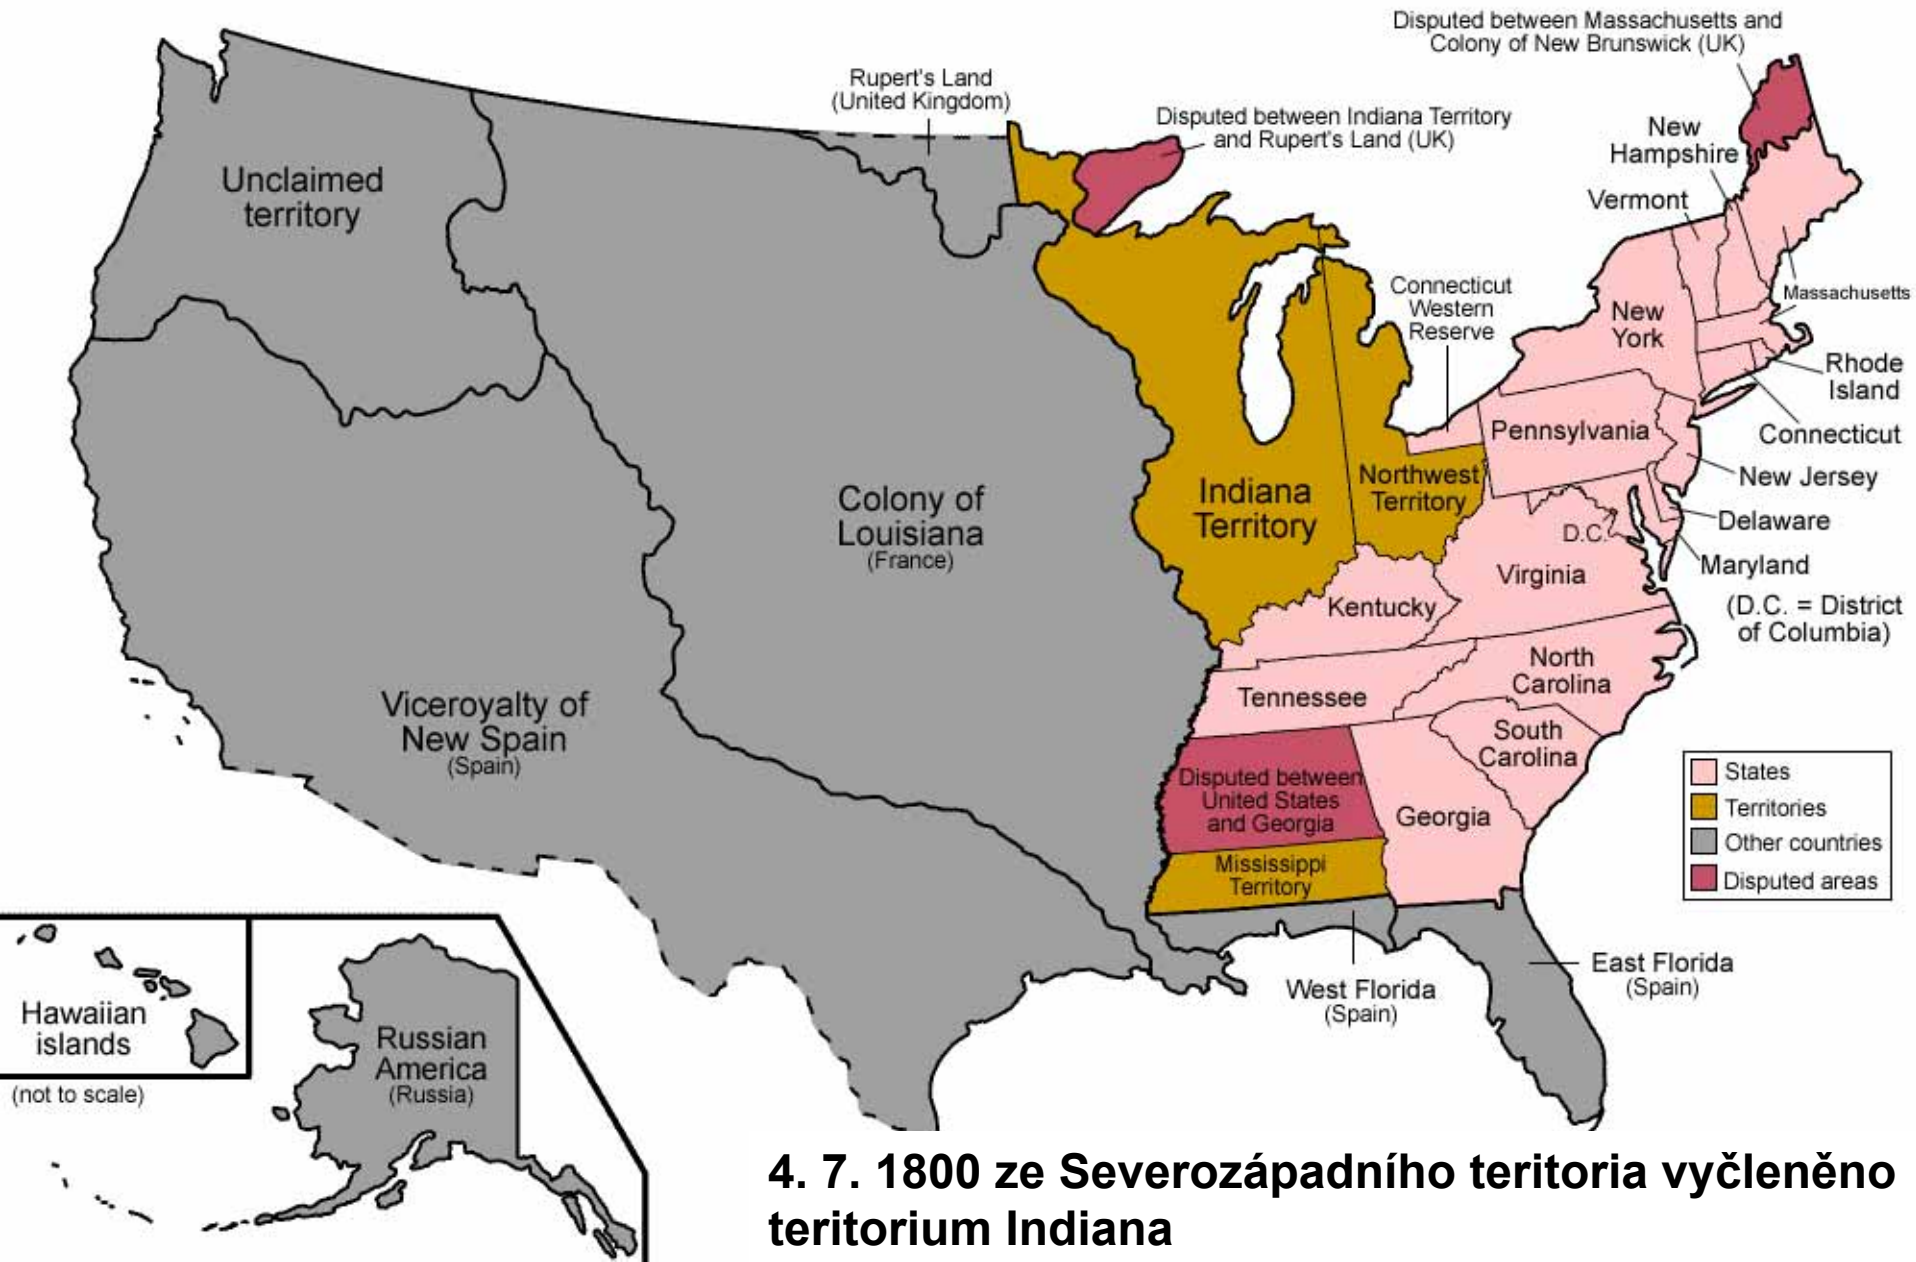 Disputed between Massachusetts and
Colony of New Brunswick (UK)
Rupert's Land
(United Kingdom)
Disputed between Indiana Territory
and Rupert's Land (UK)
New
Hampshire
Vermont
Unclaimed
territory
Connecticut
Western
Reserve
Massachusetts
New
York
Rhode
Island
Connecticut
Pennsylvania
New Jersey
Northwest
Territory
Indiana
Territory
Colony of
Louisiana
(France)
Delaware
D.C.
Maryland
Virginia
(D.C. = District
of Columbia)
Kentucky
North
Carolina
Tennessee
South
Carolina
Viceroyalty of
New Spain
(Spain)
Disputed between
United States
and Georgia
Georgia
States
Territories
Other countries
Disputed areas
Mississippi
Territory
East Florida
(Spain)
West Florida
(Spain)
Hawaiian
islands
(not to scale)
Russian
America
(Russia)
4. 7. 1800 ze Severozápadního teritoria vyčleněno
teritorium Indiana